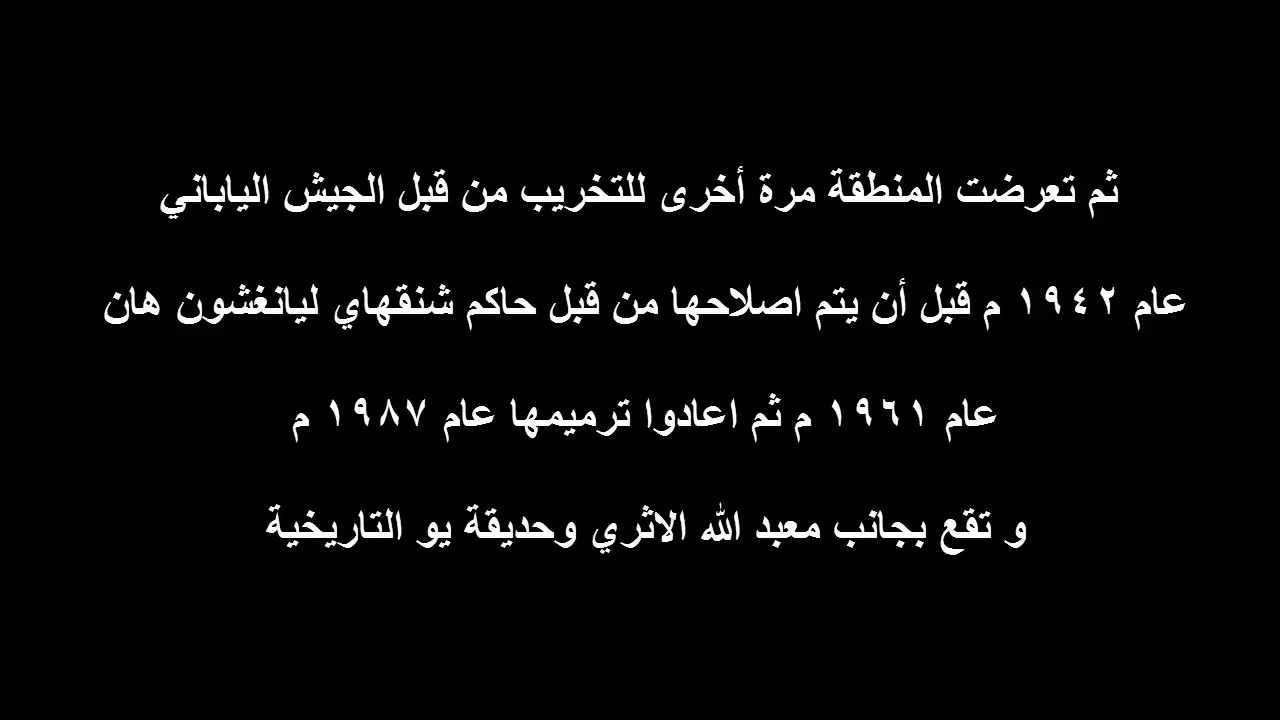 ثم تعرضت المنطقة مرة أخرى للتخريب من قبل الجيش الياباني
عام ١٩٤٢ م قبل أن يتم اصلاحها من قبل حاكم شنقهاي ليانغشون هان
عام ١٩٦١ م ثم اعادوا ترميمها عام ١٩٨٧ م
و تقع بجانب معبد الله الاثري وحديقة يو التاريخية